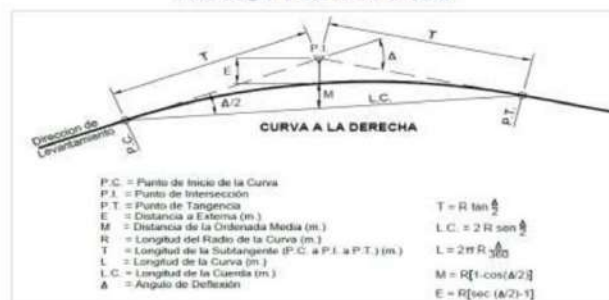 T
P.I.
T
Δ
E
M
Δ/2
L.C.
Direccion de
Levantamiento
P.C.
P.T.
CURVA A LA DERECHA
P.C. = Punto de Inicio de la Curva
P.I. = Punto de Intersección
P.T. = Punto de Tangencia
E = Distancia a Externa (m.)
M = Distancia de la Ordenada Media (m.)
R = Longitud del Radio de la Curva (m.)
T = Longitud de la Subtangente (P.C. a P.I. a P.T.) (m.)
L = Longitud de la Curva (m.)
L.C. = Longitud de la Cuerda (m.)
Δ = Angulo de Deflexión
T = R tan Δ/2
L.C. = 2 R sen Δ/2
L = 2π R Δ/360
M = R[1-cos(Δ/2)]
E = R[sec (Δ/2)-1]